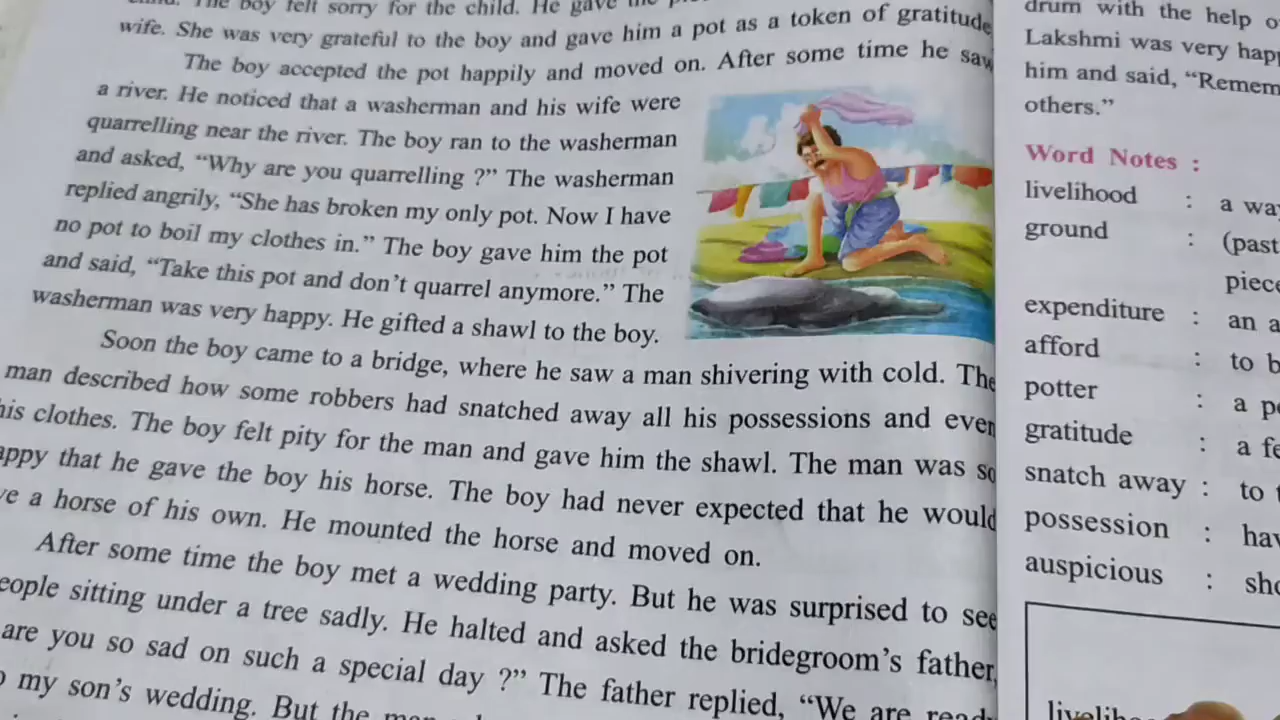 The boy felt sorry for the child. He gave
wife. She was very grateful to the boy and gave him a pot as a token of gratitude
The boy accepted the pot happily and moved on. After some time he saw
a river. He noticed that a washerman and his wife were
quarrelling near the river. The boy ran to the washerman
and asked, “Why are you quarrelling ?” The washerman
replied angrily, “She has broken my only pot. Now I have
no pot to boil my clothes in.” The boy gave him the pot
and said, “Take this pot and don’t quarrel anymore.” The
washerman was very happy. He gifted a shawl to the boy.
Soon the boy came to a bridge, where he saw a man shivering with cold. The
man described how some robbers had snatched away all his possessions and even
his clothes. The boy felt pity for the man and gave him the shawl. The man was so
appy that he gave the boy his horse. The boy had never expected that he would
ve a horse of his own. He mounted the horse and moved on.
After some time the boy met a wedding party. But he was surprised to see
eople sitting under a tree sadly. He halted and asked the bridegroom’s father,
are you so sad on such a special day ?” The father replied, “We are ready
my son’s wedding. But the
drum with the help o
Lakshmi was very happ
him and said, “Remem
others.”
Word Notes :
livelihood : a wa
ground : (past
piece
expenditure : an a
afford : to b
potter : a po
gratitude : a fe
snatch away : to
possession : hav
auspicious : sho